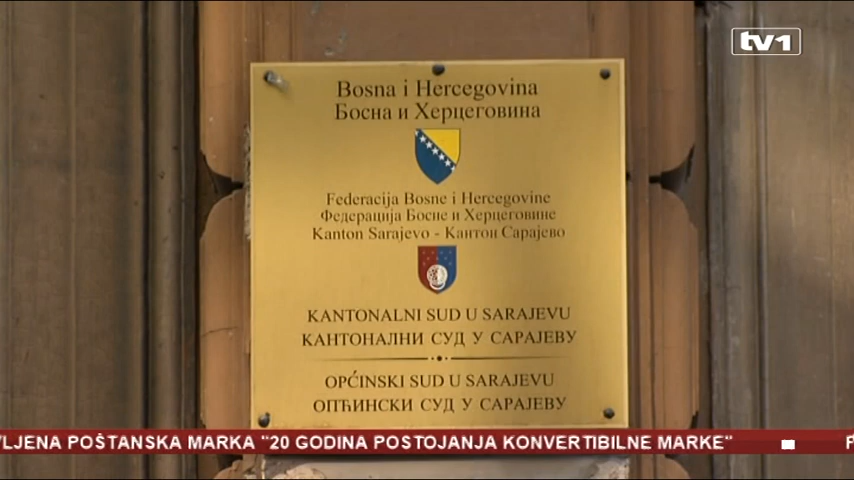 tv1
Bosna i Hercegovina
Босна и Херцеговина
Federacija Bosne i Hercegovine
Федерација Босне и Херцеговине
Kanton Sarajevo - Кантон Сарајево
KANTONALNI SUD U SARAJEVU
КАНТОНАЛНИ СУД У САРАЈЕВУ
OPĆINSKI SUD U SARAJEVU
ОПЋИНСКИ СУД У САРАЈЕВУ
POŠTANSKA MARKA "20 GODINA POSTOJANJA KONVERTIBILNE MARKE"